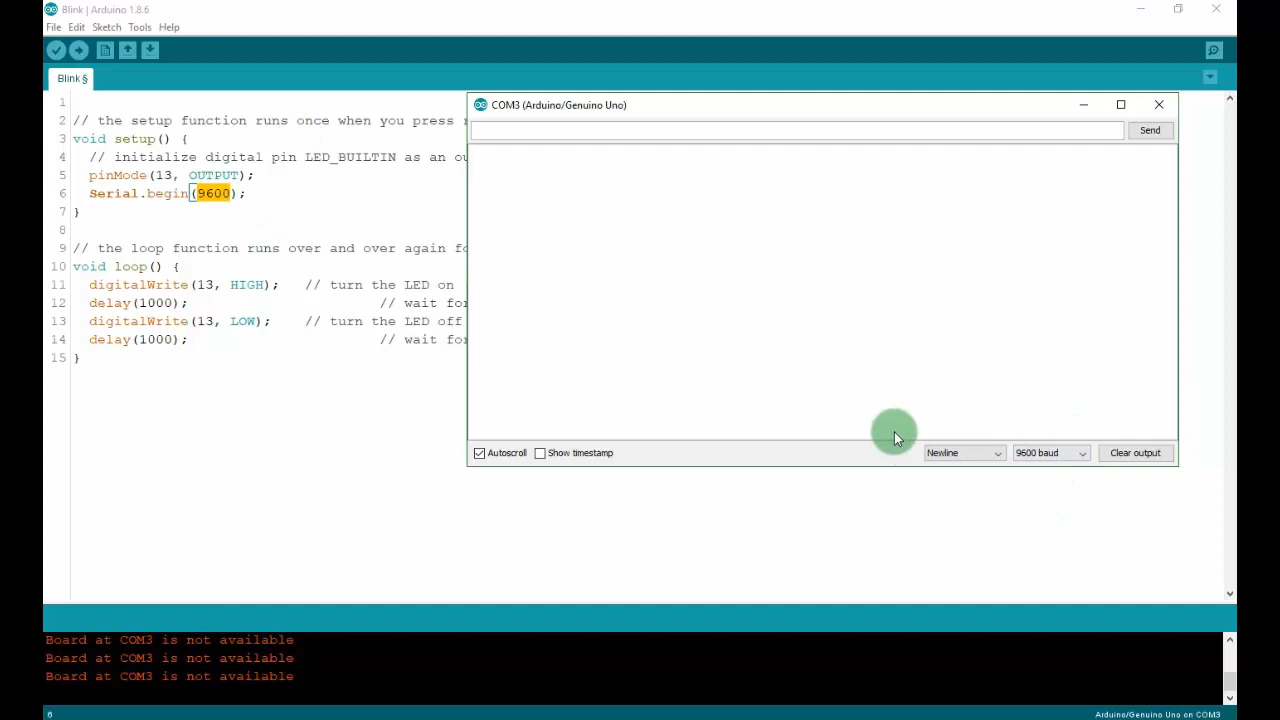 Blink | Arduino 1.8.6
File Edit Sketch Tools Help
Blink §
COM3 (Arduino/Genuino Uno)
Send
1
2 // the setup function runs once when you press
3 void setup() {
4 // initialize digital pin LED_BUILTIN as an ou
5 pinMode(13, OUTPUT);
6 Serial.begin(9600);
7 }
8
9 // the loop function runs over and over again fo
10 void loop() {
11 digitalWrite(13, HIGH); // turn the LED on
12 delay(1000); // wait for
13 digitalWrite(13, LOW); // turn the LED off
14 delay(1000); // wait for
15 }
Autoscroll Show timestamp Newline 9600 baud Clear output
Board at COM3 is not available
Board at COM3 is not available
Board at COM3 is not available
6 Arduino/Genuino Uno on COM3